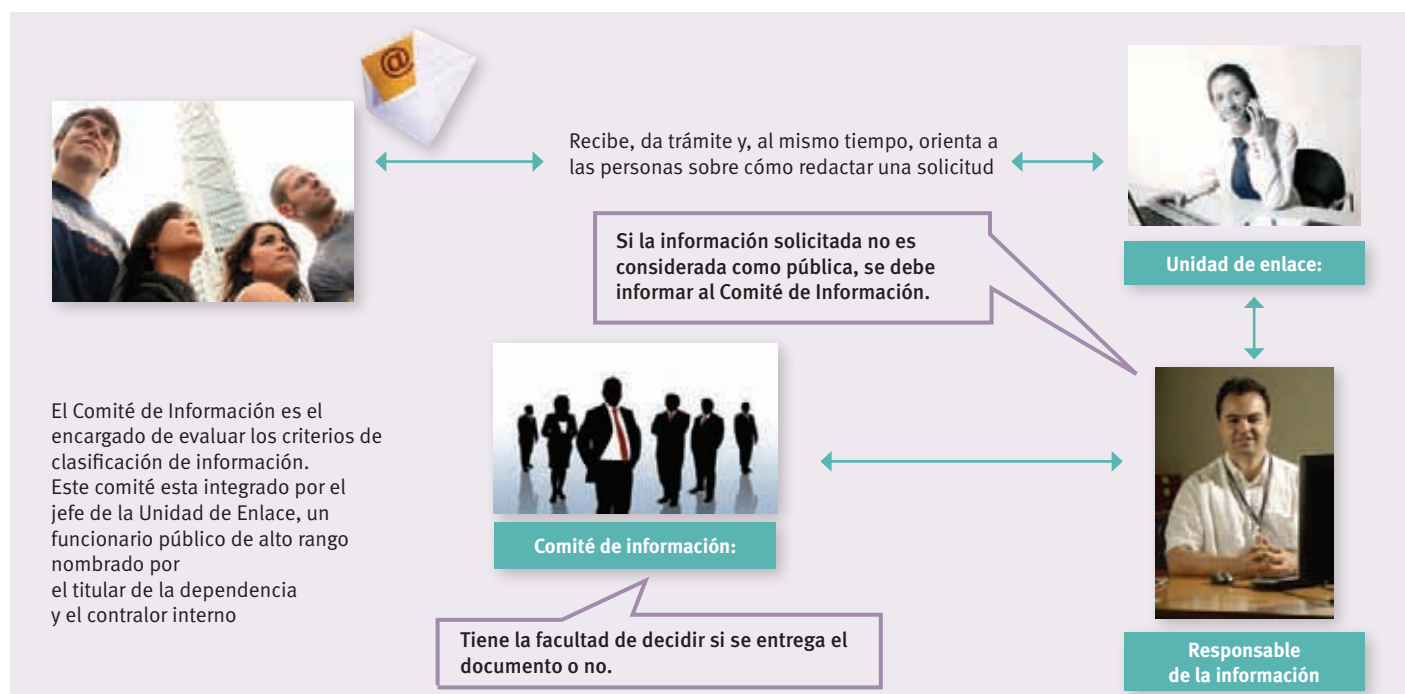 @
Recibe, da trámite y, al mismo tiempo, orienta a
las personas sobre cómo redactar una solicitud
Si la información solicitada no es
considerada como pública, se debe
informar al Comité de Información.
Unidad de enlace:
El Comité de Información es el
encargado de evaluar los criterios de
clasificación de información.
Este comité esta integrado por el
jefe de la Unidad de Enlace, un
funcionario público de alto rango
nombrado por
el titular de la dependencia
y el contralor interno
Comité de información:
Tiene la facultad de decidir si se entrega el
documento o no.
Responsable
de la información